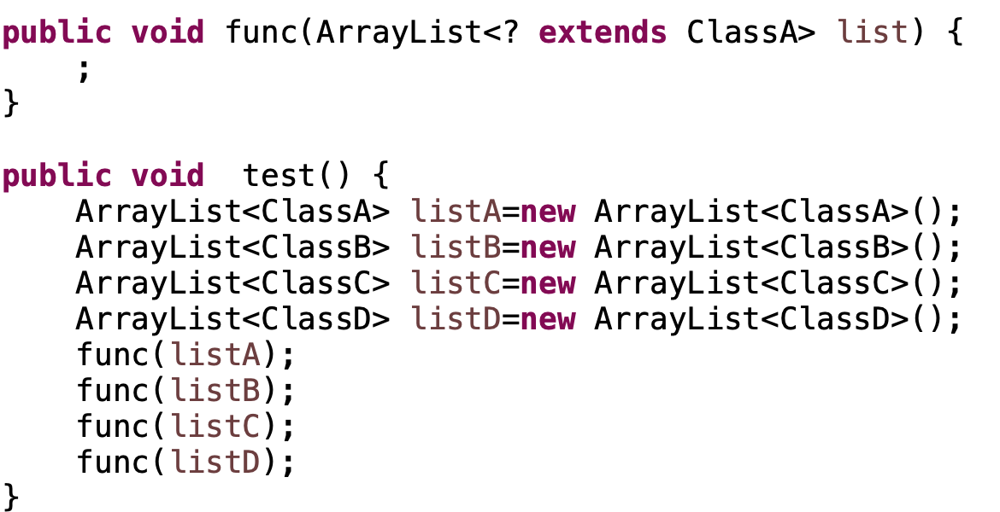 public void func(ArrayList<? extends ClassA> list) {
    ;
}

public void  test() {
    ArrayList<ClassA> listA=new ArrayList<ClassA>();
    ArrayList<ClassB> listB=new ArrayList<ClassB>();
    ArrayList<ClassC> listC=new ArrayList<ClassC>();
    ArrayList<ClassD> listD=new ArrayList<ClassD>();
    func(listA);
    func(listB);
    func(listC);
    func(listD);
}